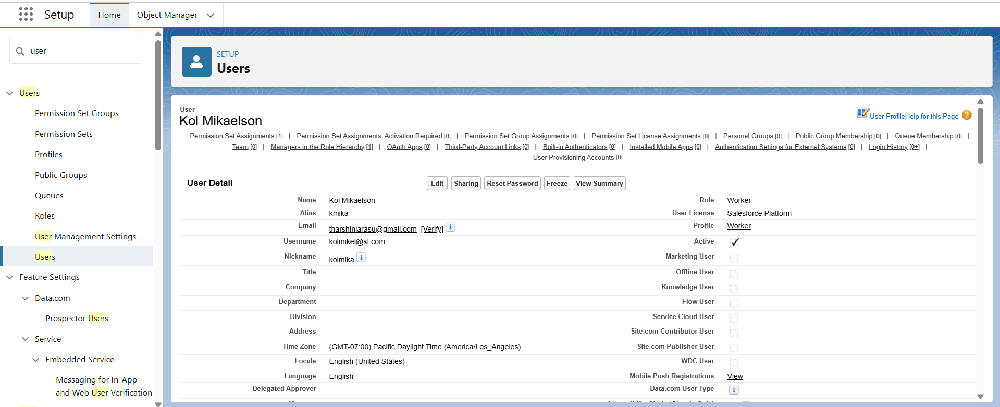 Setup
Home
Object Manager
user
Users
Permission Set Groups
Permission Sets
Profiles
Public Groups
Queues
Roles
User Management Settings
Users
Feature Settings
Data.com
Prospector Users
Service
Embedded Service
Messaging for In-App
and Web User Verification
SETUP
Users
User
Kol Mikaelson
User Profile Help for this Page ?
Permission Set Assignments [1] | Permission Set Assignments: Activation Required [0] | Permission Set Group Assignments [0] | Permission Set License Assignments [0] | Personal Groups [0] | Public Group Membership [0] | Queue Membership [0] |
Team [0] | Managers in the Role Hierarchy [1] | OAuth Apps [0] | Third-Party Account Links [0] | Built-in Authenticators [0] | Installed Mobile Apps [0] | Authentication Settings for External Systems [0] | Login History [0+] |
User Provisioning Accounts [0]
User Detail
Edit Sharing Reset Password Freeze View Summary
Name Kol Mikaelson Role Worker
Alias kmika User License Salesforce Platform
Email tharshiniarasu@gmail.com [Verify] i Profile Worker
Username kolmikel@sf.com Active
Nickname kolmika i Marketing User
Title Offline User
Company Knowledge User
Department Flow User
Division Service Cloud User
Address Site.com Contributor User
Time Zone (GMT-07:00) Pacific Daylight Time (America/Los_Angeles) Site.com Publisher User
Locale English (United States) WDC User
Language English Mobile Push Registrations View
Delegated Approver Data.com User Type i